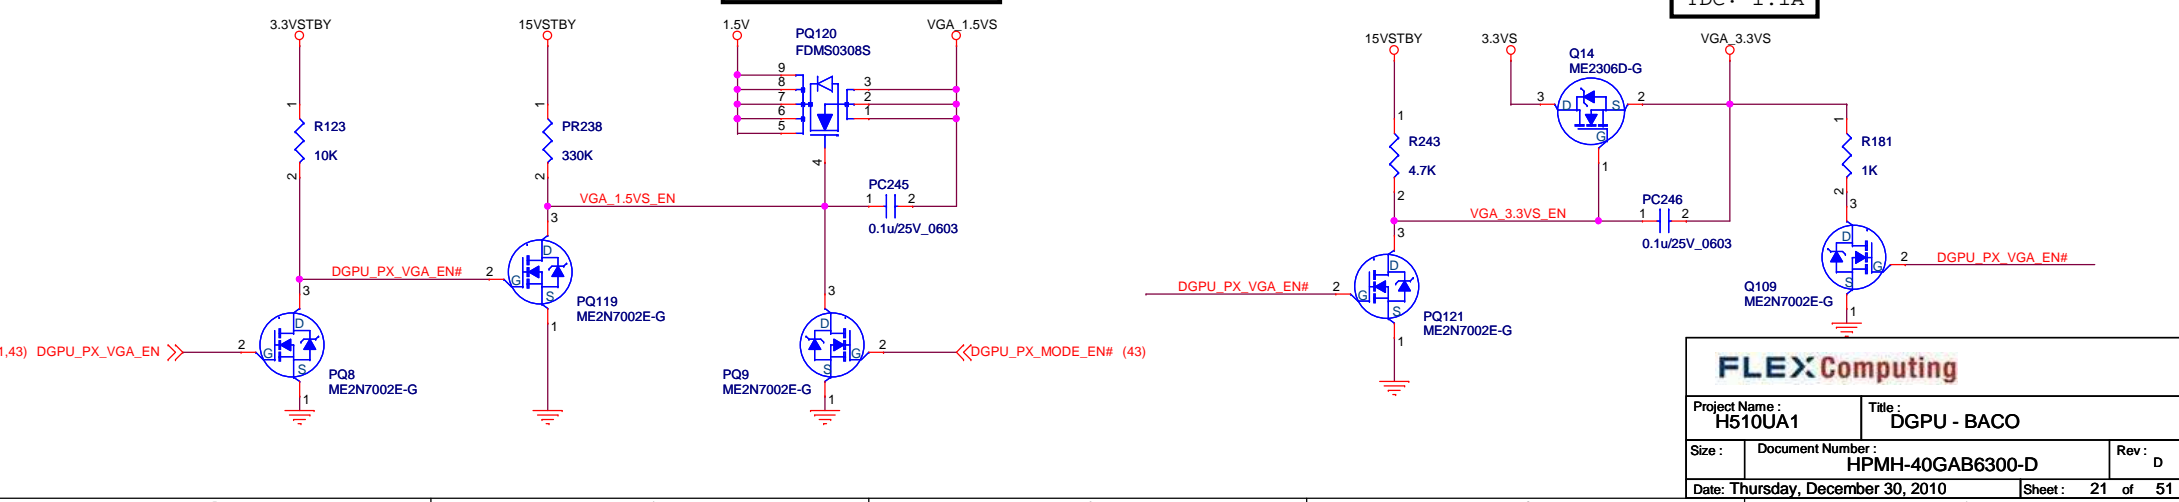 3.3VSTBY
1
R123
10K
2
DGPU_PX_VGA_EN#
3
D
G
S
2
1,43) DGPU_PX_VGA_EN
PQ8
ME2N7002E-G
1
15VSTBY
1
PR238
330K
2
VGA_1.5VS_EN
3
D
G
S
2
PQ119
ME2N7002E-G
1
1.5V
PQ120
FDMS0308S
VGA_1.5VS
9
8
7
6
5
3
2
1
4
PC245
1 2
0.1u/25V_0603
3
D
G
S
2
DGPU_PX_MODE_EN# (43)
PQ9
ME2N7002E-G
1
15VSTBY
1
R243
4.7K
2
VGA_3.3VS_EN
3
D
G
S
DGPU_PX_VGA_EN# 2
PQ121
ME2N7002E-G
1
IDC: 1.1A
3.3VS
Q14
ME2306D-G
VGA_3.3VS
3 D S 2
G
1
PC246
1 2
0.1u/25V_0603
1
R181
1K
2
3
D
G
S
2 DGPU_PX_VGA_EN#
Q109
ME2N7002E-G
1
FLEX Computing
Project Name :
H510UA1
Title :
DGPU - BACO
Size :
Document Number :
HPMH-40GAB6300-D
Rev :
D
Date: Thursday, December 30, 2010
Sheet : 21 of 51